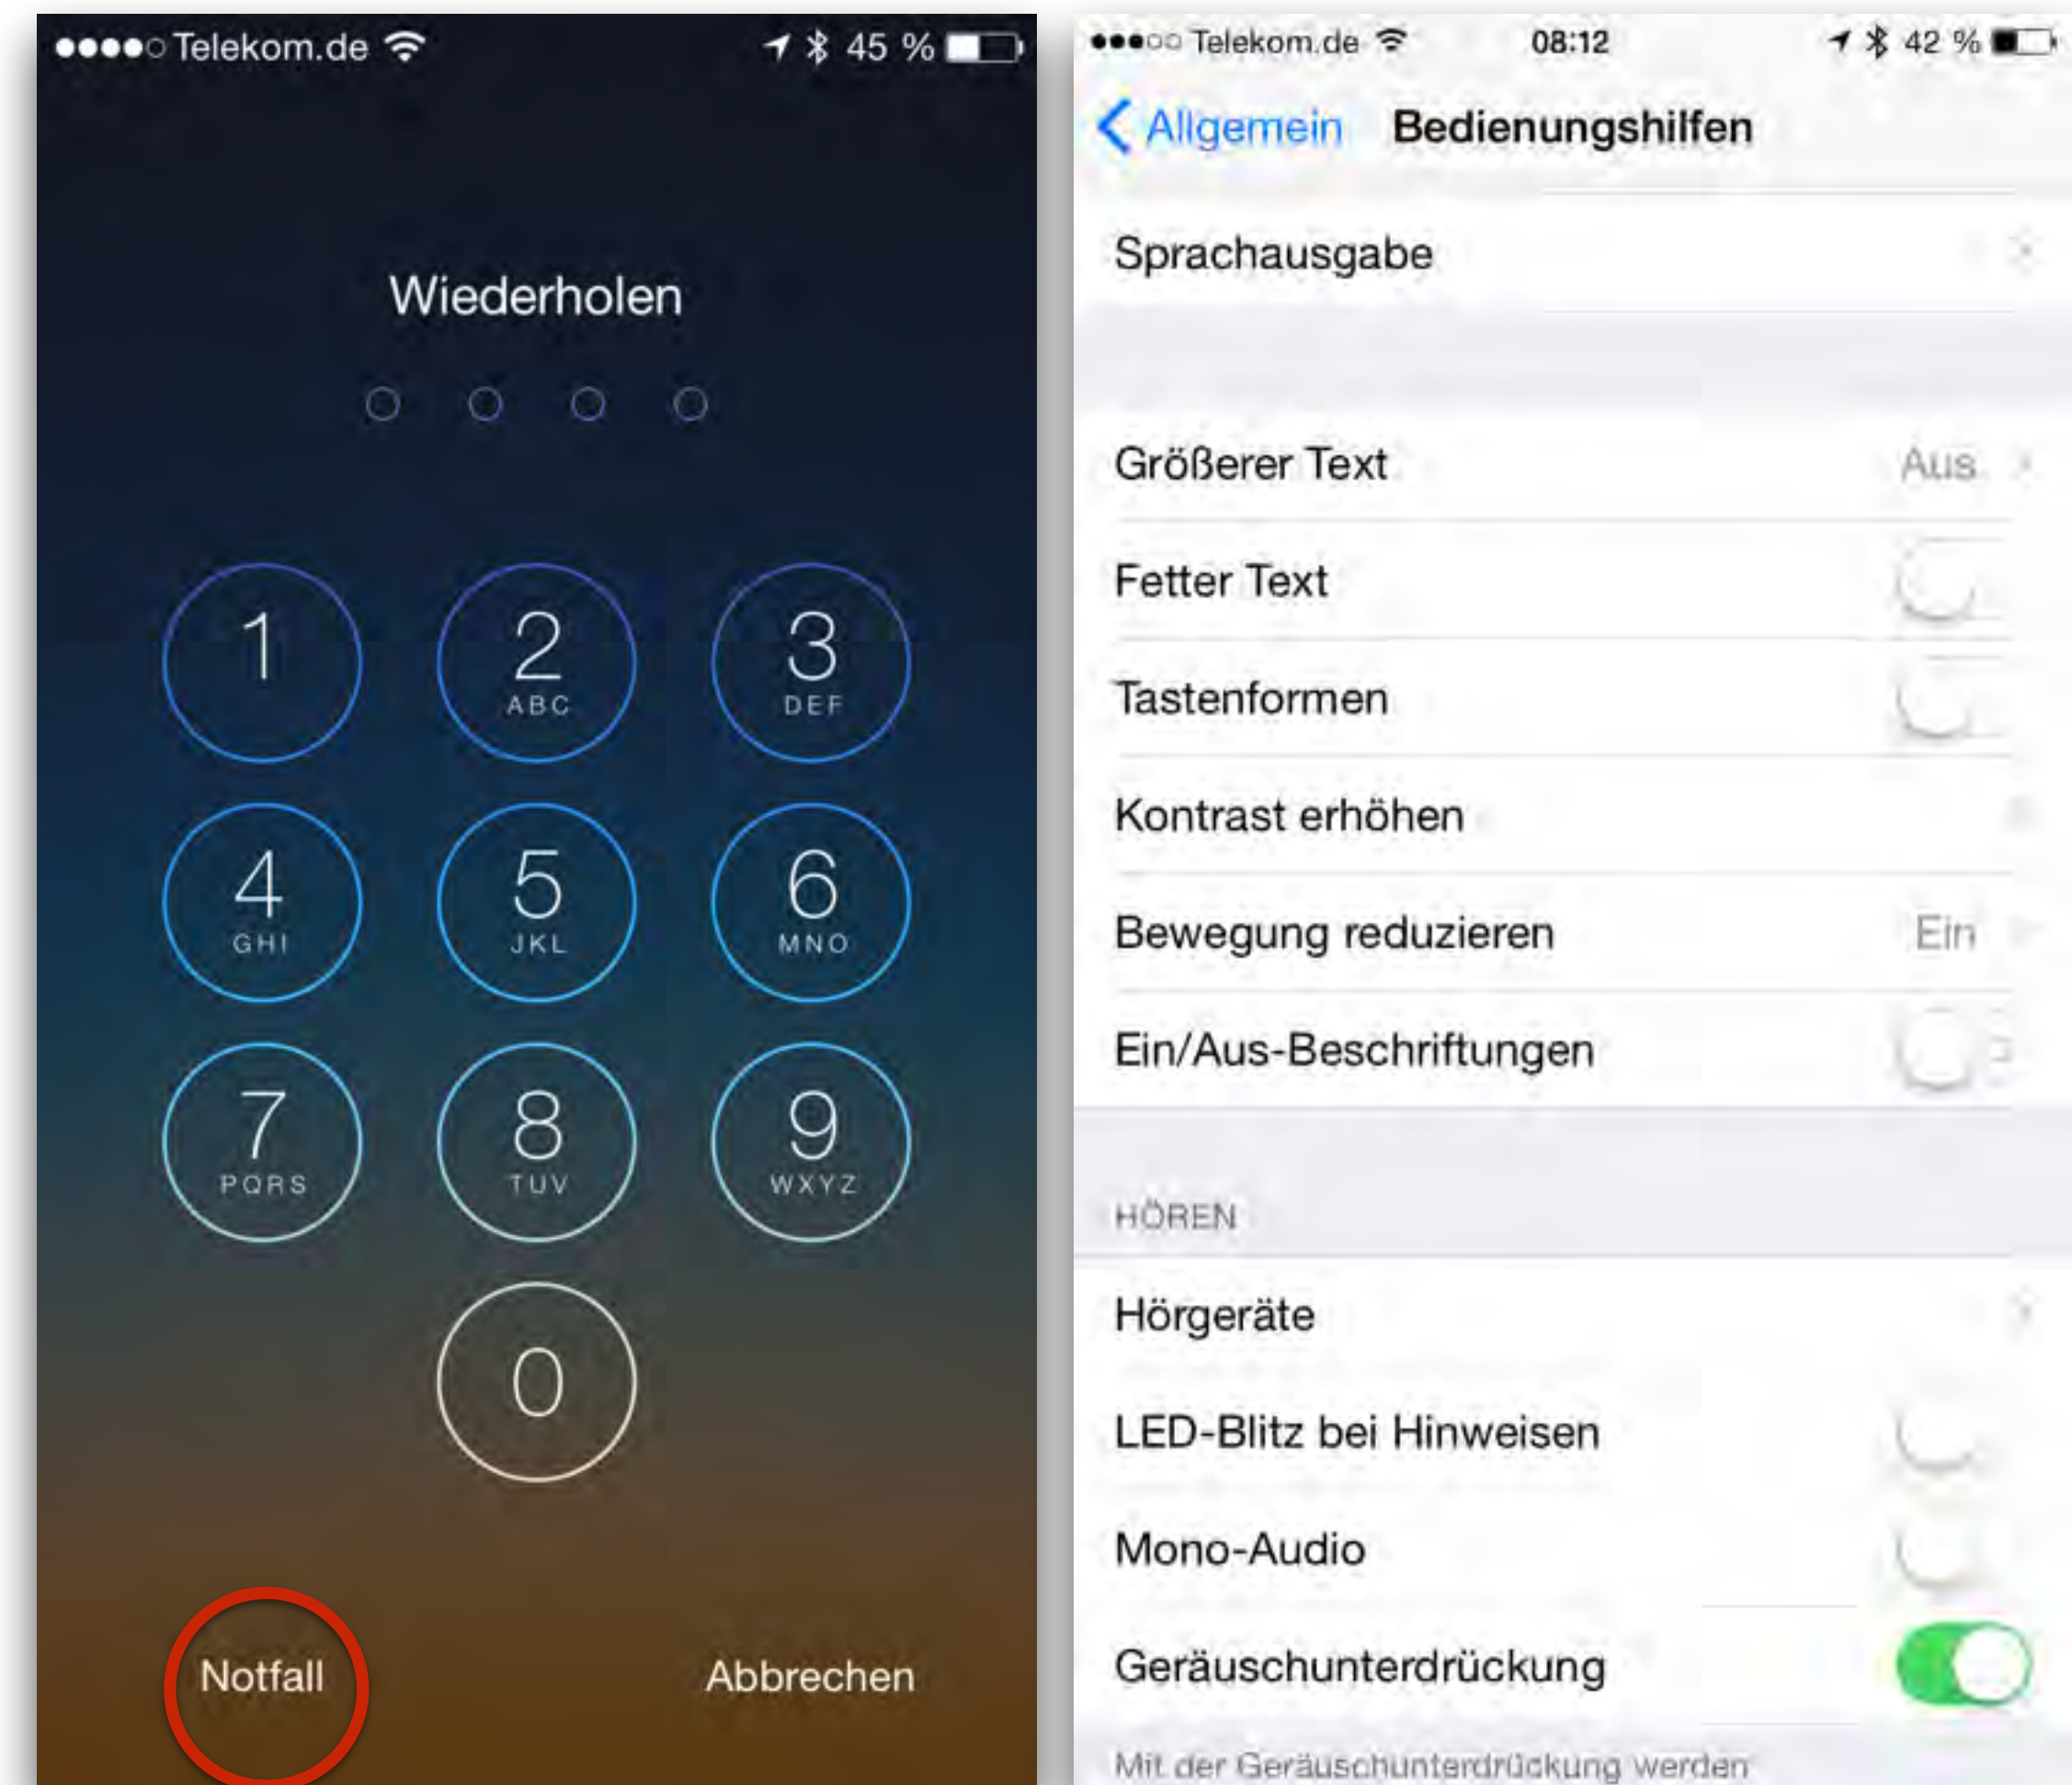 Telekom.de 45 %
Wiederholen
1 2 3
ABC DEF
4 5 6
GHI JKL MNO
7 8 9
PQRS TUV WXYZ
0
Notfall Abbrechen
Telekom.de 08:12 42 %
Allgemein Bedienungshilfen
Sprachausgabe
Größerer Text Aus
Fetter Text
Tastenformen
Kontrast erhöhen
Bewegung reduzieren Ein
Ein/Aus-Beschriftungen
HÖREN
Hörgeräte
LED-Blitz bei Hinweisen
Mono-Audio
Geräuschunterdrückung
Mit der Geräuschunterdrückung werden